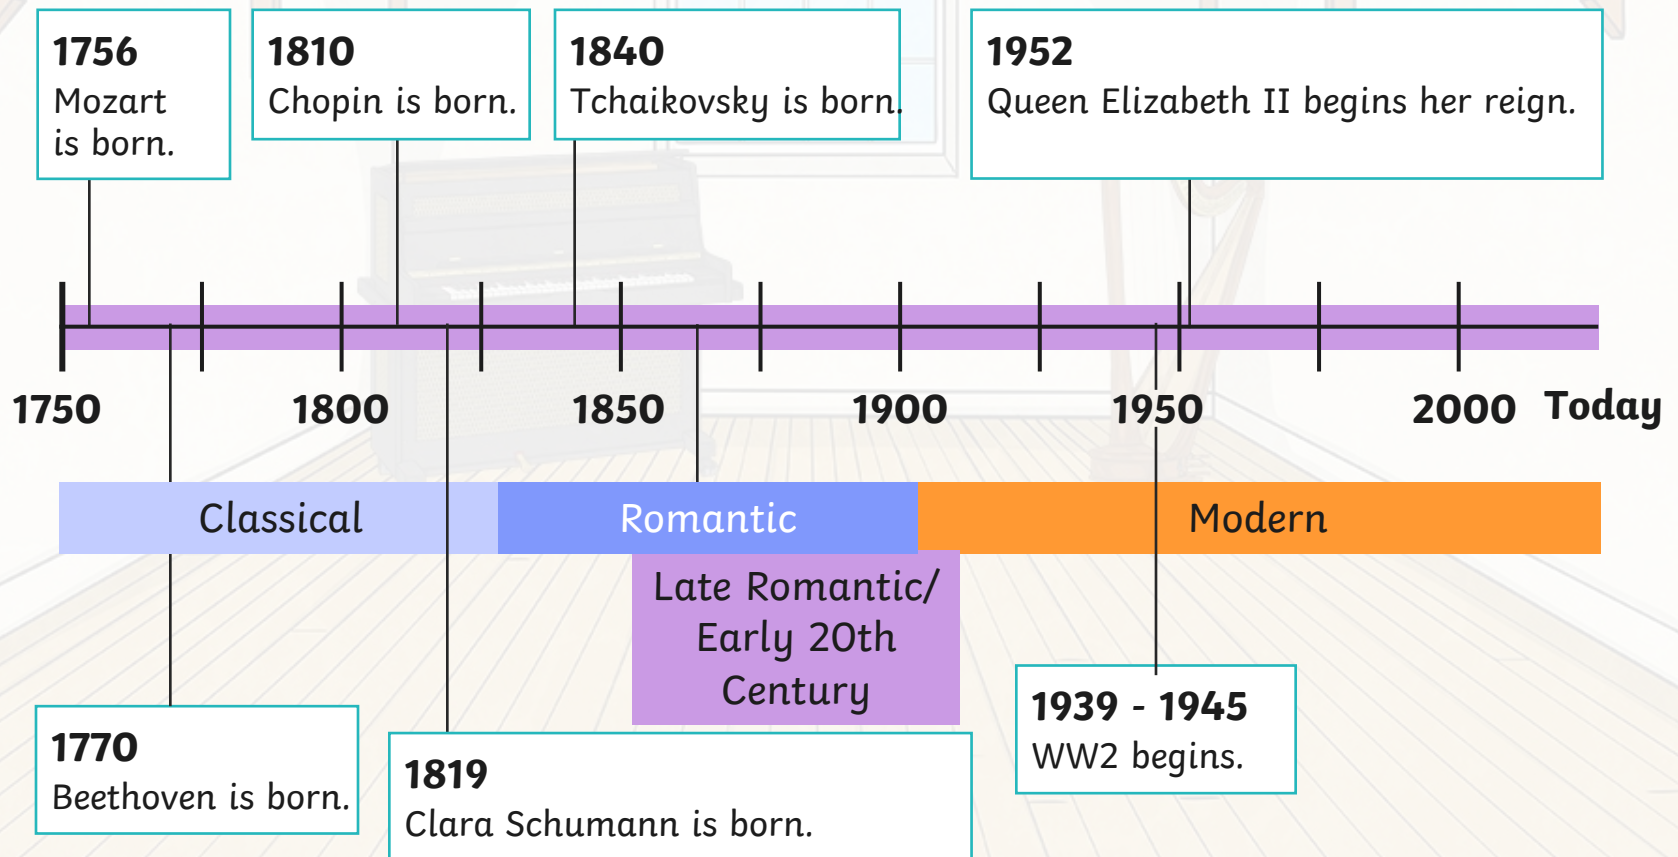 1756
Mozart
is born.
1810
Chopin is born.
1840
Tchaikovsky is born.
1952
Queen Elizabeth II begins her reign.
1750
1800
1850
1900
1950
2000
Today
Classical
Romantic
Modern
Late Romantic/
Early 20th
Century
1770
Beethoven is born.
1819
Clara Schumann is born.
1939 - 1945
WW2 begins.